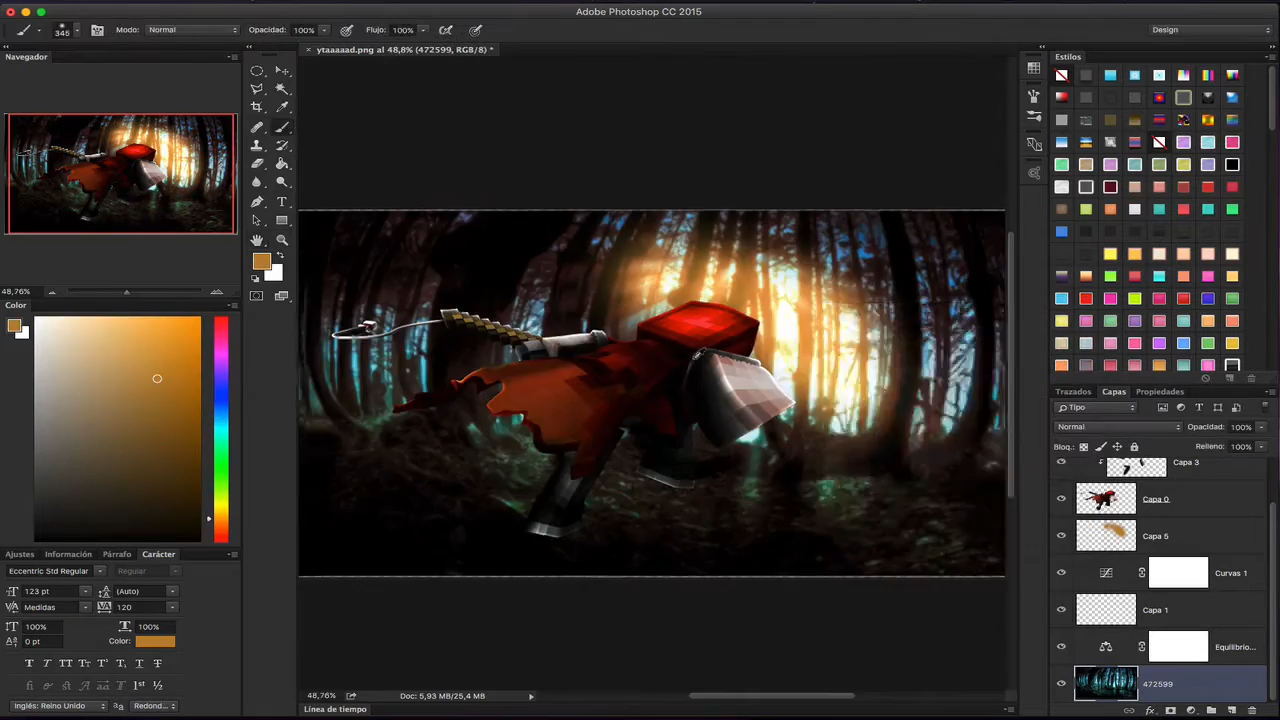 Adobe Photoshop CC 2015
345 Modo: Normal Opacidad: 100% Flujo: 100% Design
ytaaaaad.png al 48,8% (472599, RGB/8) *
Navegador
48,76%
Color
Ajustes Información Párrafo Carácter
Eccentric Std Regular Regular
123 pt (Auto)
Medidas 120
100% 100%
0 pt Color:
Inglés: Reino Unido Redond...
48,76% Doc: 5,93 MB/25,4 MB
Línea de tiempo
Estilos
Trazados Capas Propiedades
Tipo
Normal Opacidad: 100%
Bloq.: Relleno: 100%
Capa 3
Capa 0
Capa 5
Curvas 1
Capa 1
Equilibrio...
472599